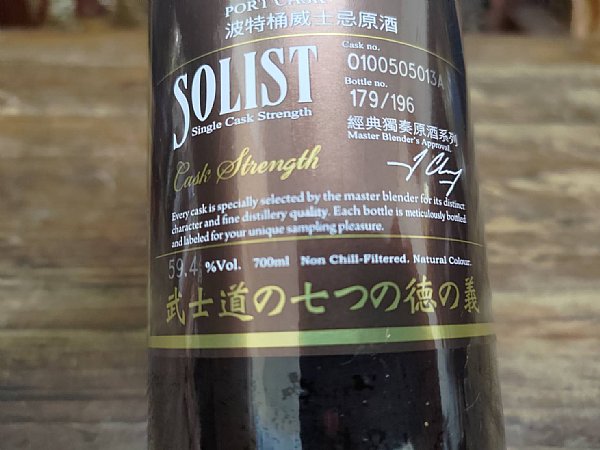 PORT CASK
波特桶威士忌原酒
Cask no.
0100505013A
SOLIST
Single Cask Strength
Bottle no.
179/196
經典獨奏原酒系列
Master Blender's Approval.
Cask Strength
Every cask is specially selected by the master blender for its distinct
character and fine distillery quality. Each bottle is meticulously bottled
and labeled for your unique sampling pleasure.
59.4 %Vol. 700ml Non Chill-Filtered. Natural Colour.
武士道の七つの徳の義